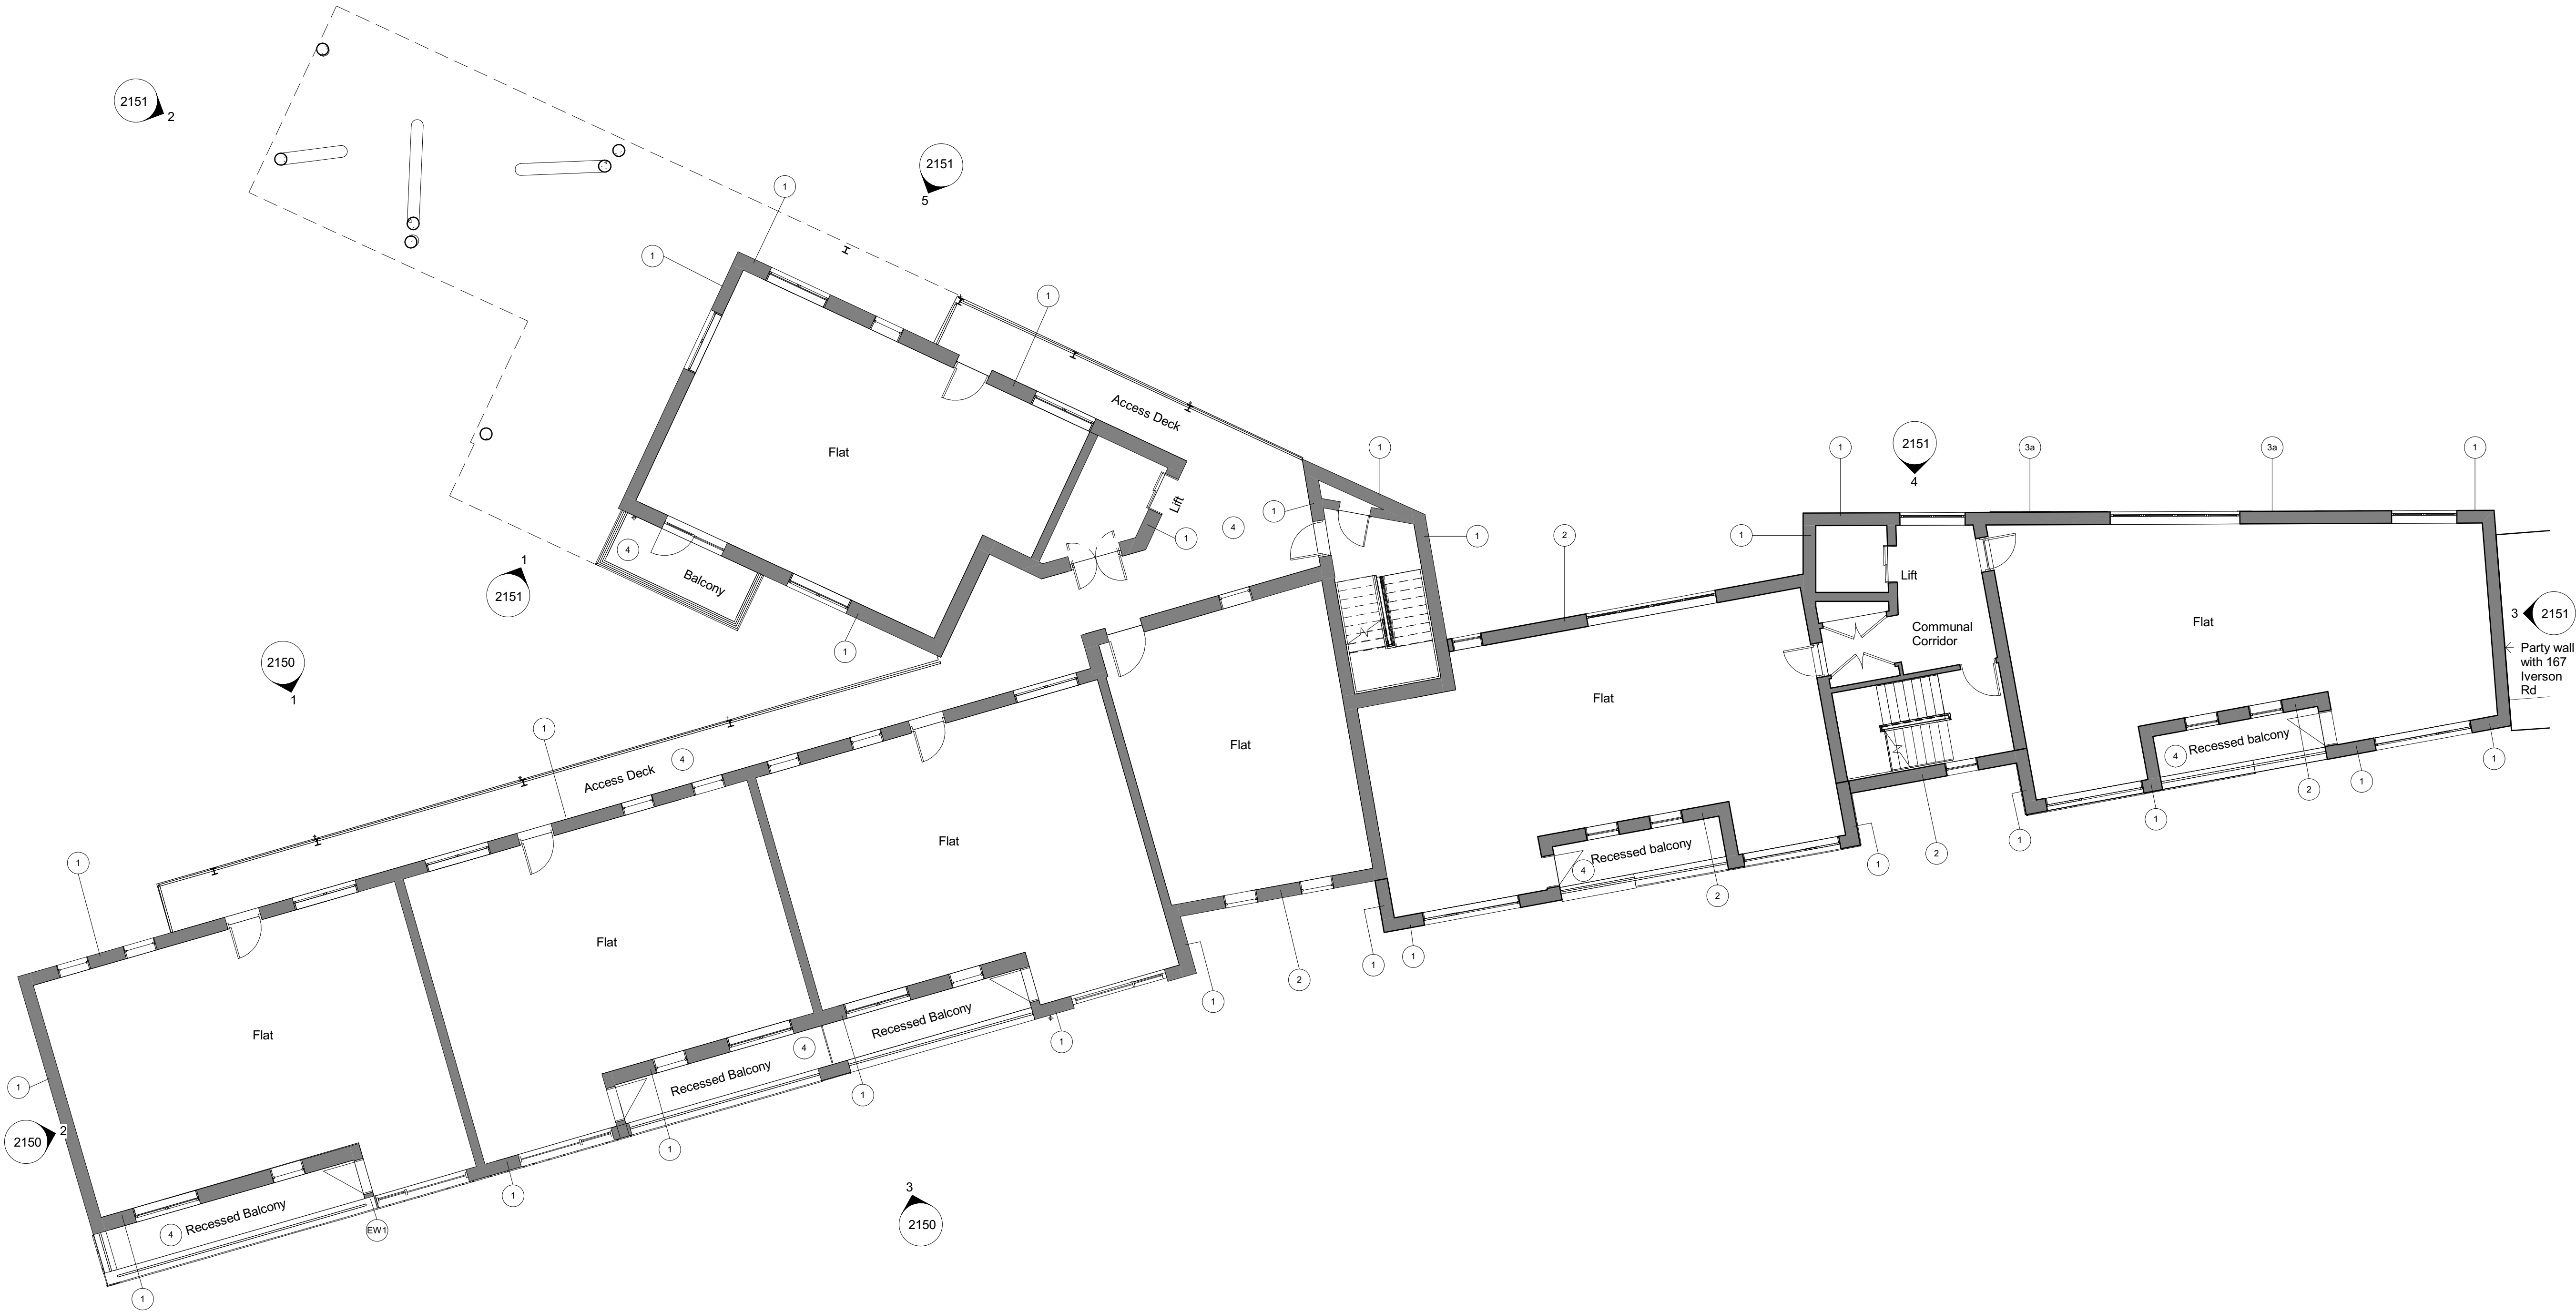 2151
2
2151
5
1
1
1
Access Deck
Flat
Lift
1
1
1
4
1
4
Balcony
1
2151
1
2150
1
2
1
1
2151
4
3a
3a
1
Lift
Communal
Corridor
Flat
3
2151
Party wall
with 167
Iverson
Rd
Flat
Flat
Recessed balcony
4
2
1
1
1
1
2
1
Recessed balcony
4
2
1
1
2
1
1
Access Deck
4
1
Flat
Flat
Flat
1
2150
2
Recessed Balcony
Recessed Balcony
4
1
1
1
1
Recessed Balcony
4
EW1
1
3
2150